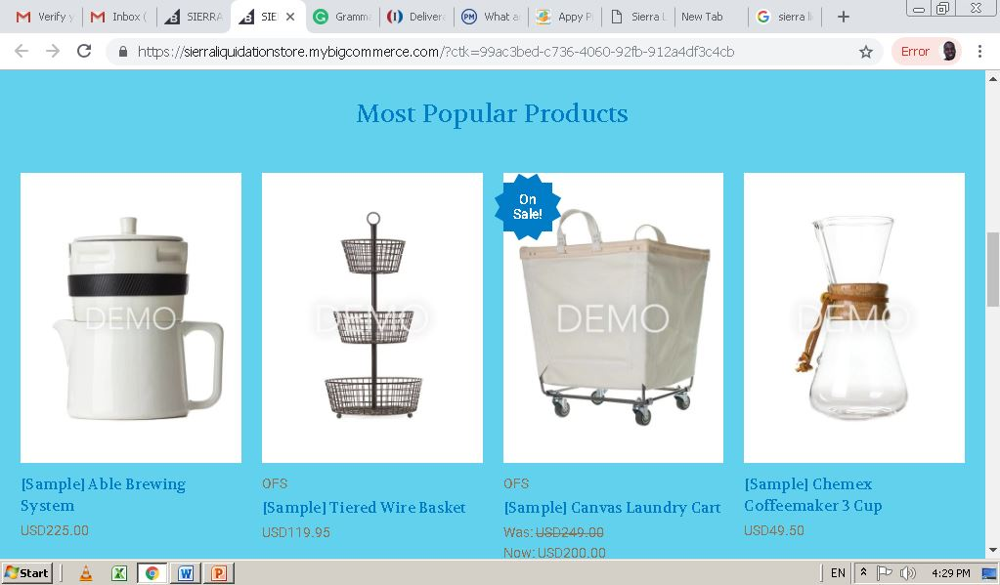 Verify y
Inbox (
SIERRA
SIE
Gramma
Deliver
What a
Appy Pi
Sierra L
New Tab
sierra li
https://sierraliquidationstore.mybigcommerce.com/?ctk=99ac3bed-c736-4060-92fb-912a4df3c4cb
Error
Most Popular Products
On
Sale!
DEMO
DEMO
DEMO
DEMO
[Sample] Able Brewing
System
USD225.00
OFS
[Sample] Tiered Wire Basket
USD119.95
OFS
[Sample] Canvas Laundry Cart
Was: USD249.00
Now: USD200.00
[Sample] Chemex
Coffeemaker 3 Cup
USD49.50
Start
EN
4:29 PM